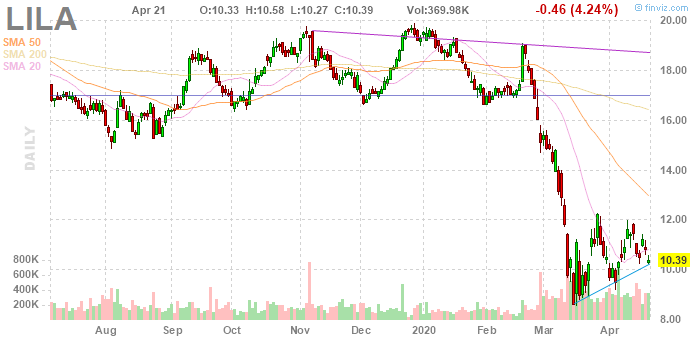 LILA Apr 21 O:10.33 H:10.58 L:10.27 C:10.39 Vol:369.98K -0.46 (4.24%) © finviz.com
SMA 50
SMA 200
SMA 20
DAILY
20.00
18.00
16.00
14.00
12.00
10.39
10.00
8.00
800K
600K
400K
200K
Aug Sep Oct Nov Dec 2020 Feb Mar Apr